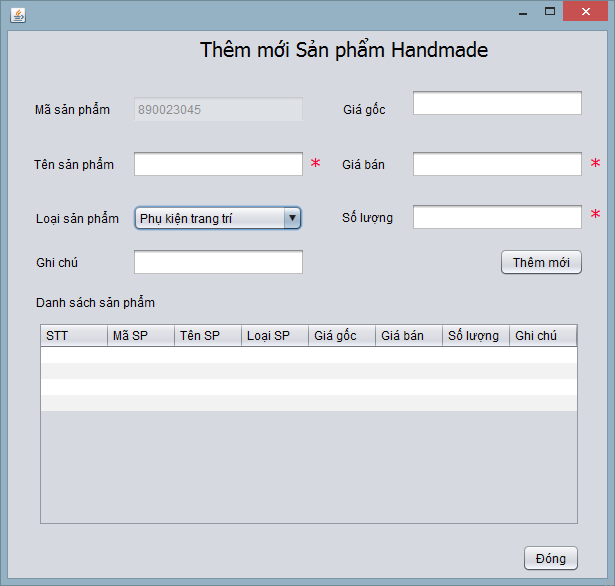 Thêm mới Sản phẩm Handmade
Mã sản phẩm 890023045 Giá gốc
Tên sản phẩm * Giá bán *
Loại sản phẩm Phụ kiện trang trí Số lượng *
Ghi chú Thêm mới
Danh sách sản phẩm
STT Mã SP Tên SP Loại SP Giá gốc Giá bán Số lượng Ghi chú
Đóng